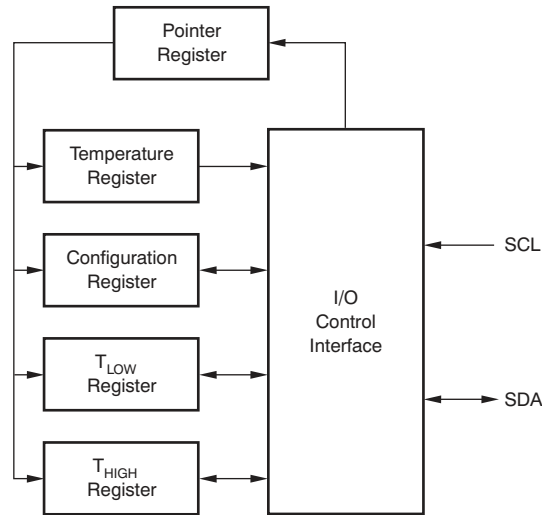 Pointer
Register
Temperature
Register
Configuration
Register
TLOW
Register
THIGH
Register
I/O
Control
Interface
SCL
SDA